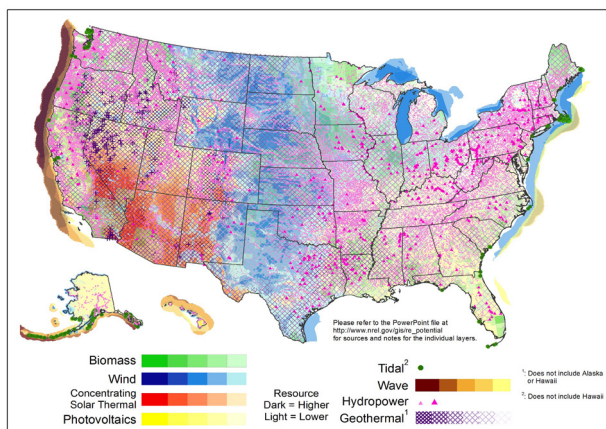 Please refer to the PowerPoint file at
http://www.nrel.gov/gis/re_potential
for sources and notes for the individual layers.
Biomass
Wind
Concentrating
Solar Thermal
Photovoltaics
Resource
Dark = Higher
Light = Lower
Tidal2
Wave
Hydropower
Geothermal1
1: Does not include Alaska
or Hawaii
2: Does not include Hawaii